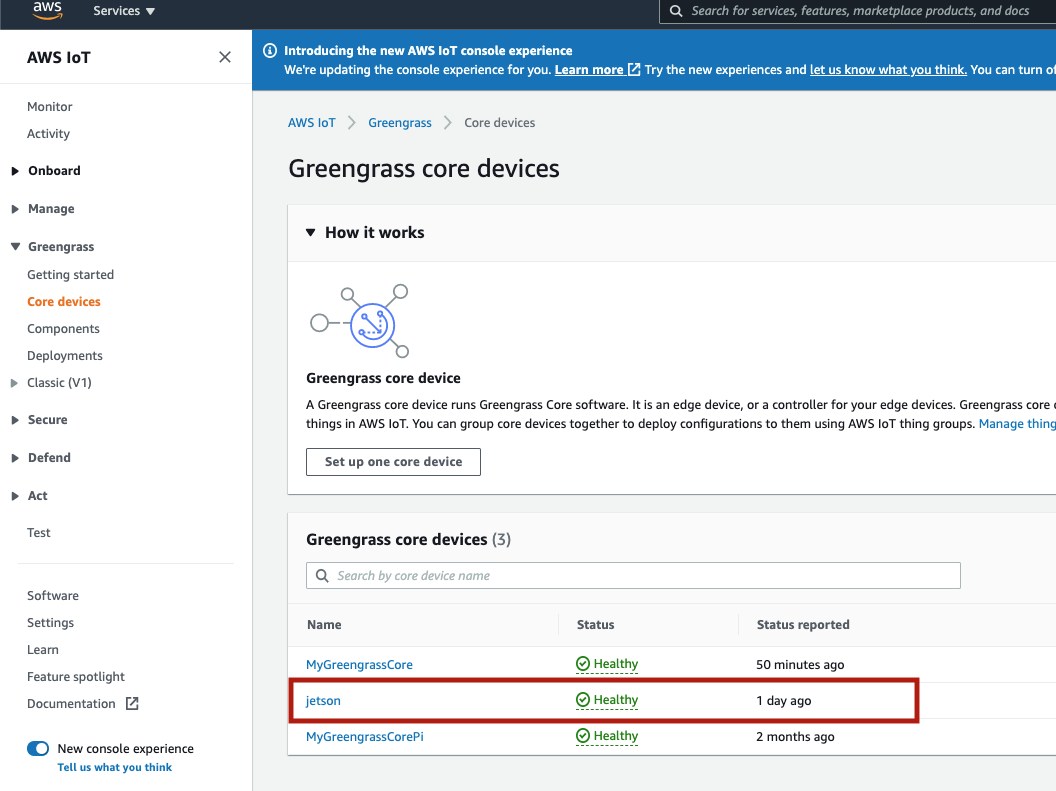 aws
Services
Search for services, features, marketplace products, and docs
AWS IoT
Monitor
Activity
Onboard
Manage
Greengrass
Getting started
Core devices
Components
Deployments
Classic (V1)
Secure
Defend
Act
Test
Software
Settings
Learn
Feature spotlight
Documentation
New console experience
Tell us what you think
Introducing the new AWS IoT console experience
We're updating the console experience for you. Learn more Try the new experiences and let us know what you think. You can turn of
AWS IoT Greengrass Core devices
Greengrass core devices
How it works
Greengrass core device
A Greengrass core device runs Greengrass Core software. It is an edge device, or a controller for your edge devices. Greengrass core
things in AWS IoT. You can group core devices together to deploy configurations to them using AWS IoT thing groups. Manage thing
Set up one core device
Greengrass core devices (3)
Search by core device name
Name Status Status reported
MyGreengrassCore Healthy 50 minutes ago
jetson Healthy 1 day ago
MyGreengrassCorePi Healthy 2 months ago